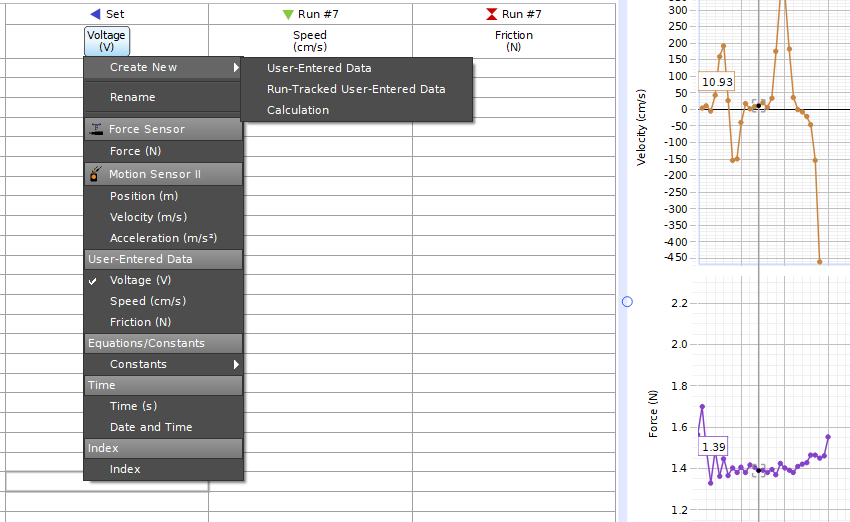 Set
Run #7
Run #7
Voltage
(V)
Speed
(cm/s)
Friction
(N)
Create New
Rename
Force Sensor
Force (N)
Motion Sensor II
Position (m)
Velocity (m/s)
Acceleration (m/s²)
User-Entered Data
Voltage (V)
Speed (cm/s)
Friction (N)
Equations/Constants
Constants
Time
Time (s)
Date and Time
Index
Index
User-Entered Data
Run-Tracked User-Entered Data
Calculation
Velocity (cm/s)
300
250
200
150
100
50
0
-50
-100
-150
-200
-250
-300
-350
-400
-450
10.93
Force (N)
2.2
2.0
1.8
1.6
1.4
1.2
1.39